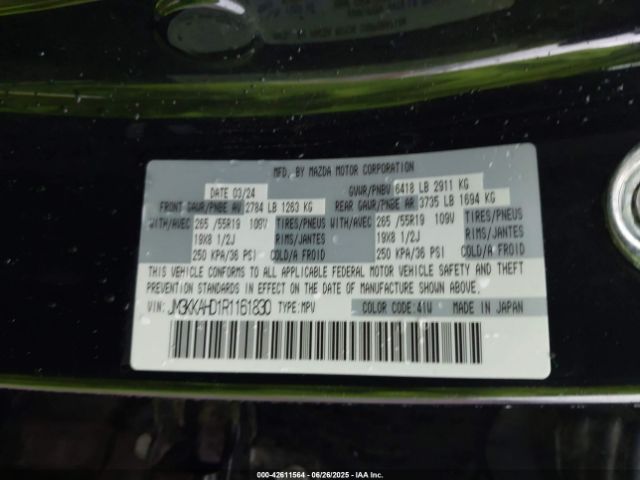 MFG. BY MAZDA MOTOR CORPORATION
DATE 03/24 GVWR/PNBV 6418 LB 2911 KG
FRONT GAWR/PNBE AV 2784 LB 1263 KG REAR GAWR/PNBE AR 3735 LB 1694 KG
WITH/AVEC 265 /55R19 109V TIRES/PNEUS WITH/AVEC 265 /55R19 109V TIRES/PNEUS
19X8 1/2J RIMS/JANTES 19X8 1/2J RIMS/JANTES
250 KPA/36 PSI COLD/A FROID 250 KPA/36 PSI COLD/A FROID
THIS VEHICLE CONFORMS TO ALL APPLICABLE FEDERAL MOTOR VEHICLE SAFETY AND THEFT
PREVENTION STANDARDS IN EFFECT ON THE DATE OF MANUFACTURE SHOWN ABOVE.
VIN: JM3KKAHD1R1161830 TYPE: MPV COLOR CODE: 41W MADE IN JAPAN
000-42611564 | 06/26/2025 | IAAI.COM